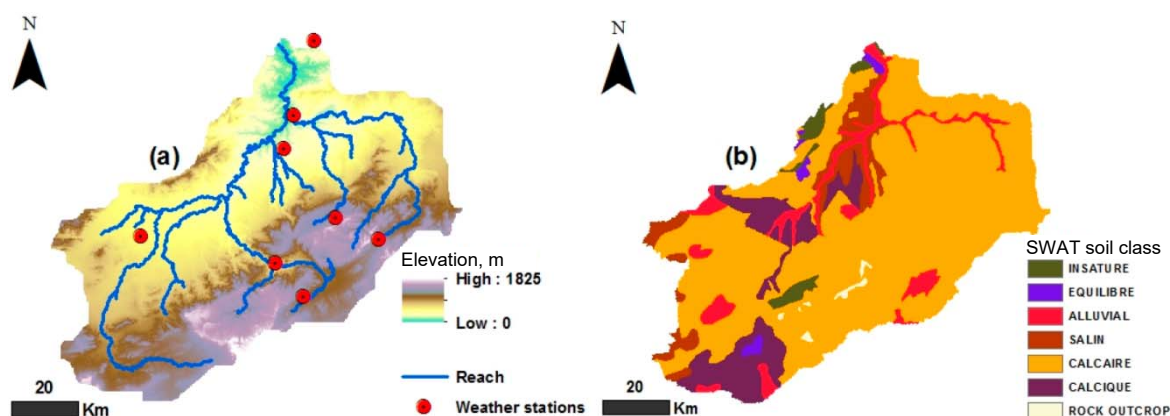 N
(a)
Elevation, m
High : 1825
Low : 0
Reach
Weather stations
20
Km
N
(b)
SWAT soil class
INSATURE
EQUILIBRE
ALLUVIAL
SALIN
CALCAIRE
CALCIQUE
ROCK OUTCROP
20
Km